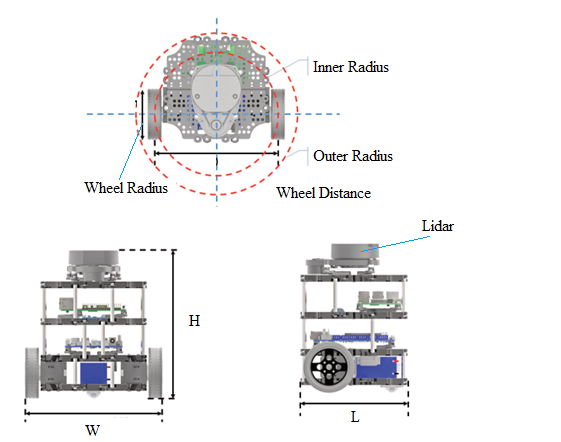 Inner Radius
Outer Radius
Wheel Radius
Wheel Distance
Lidar
H
W
L